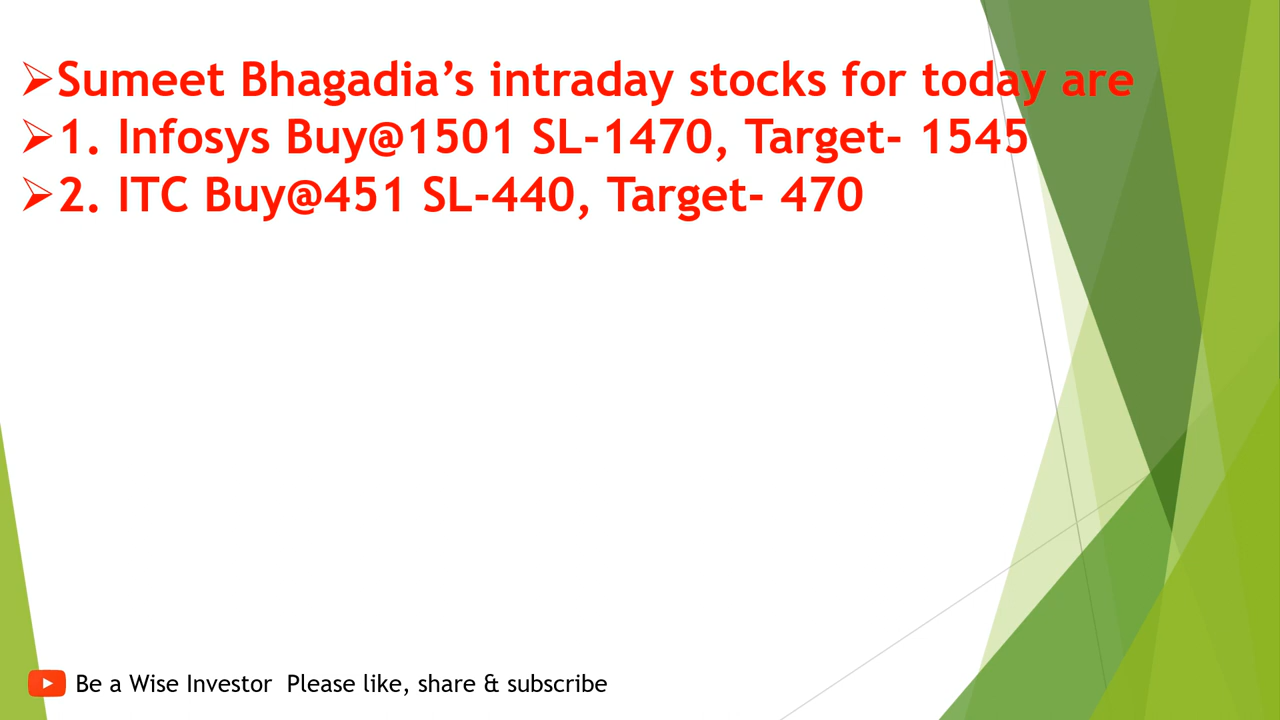 ➢Sumeet Bhagadia’s intraday stocks for today are
➢1. Infosys Buy@1501 SL-1470, Target- 1545
➢2. ITC Buy@451 SL-440, Target- 470
Be a Wise Investor  Please like, share & subscribe